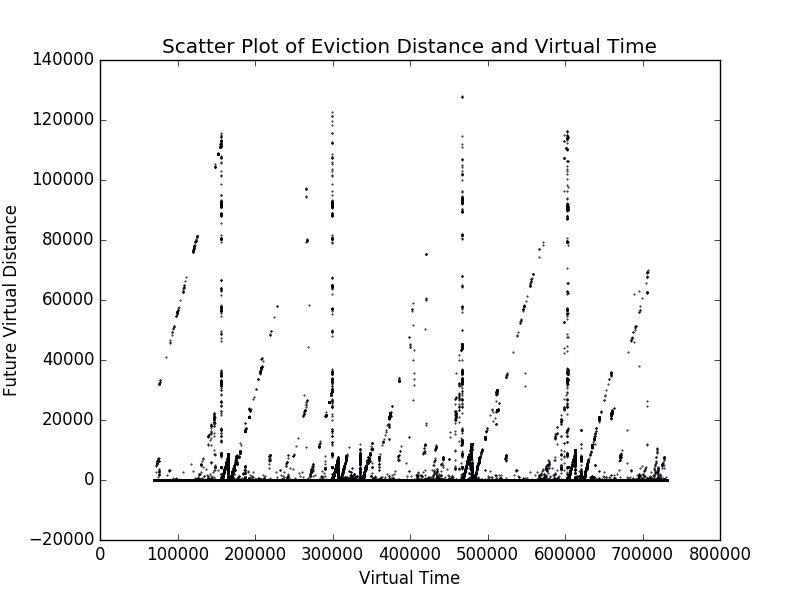 Scatter Plot of Eviction Distance and Virtual Time
140000
120000
100000
80000
60000
40000
20000
0
−20000
Future Virtual Distance
0 100000 200000 300000 400000 500000 600000 700000 800000
Virtual Time